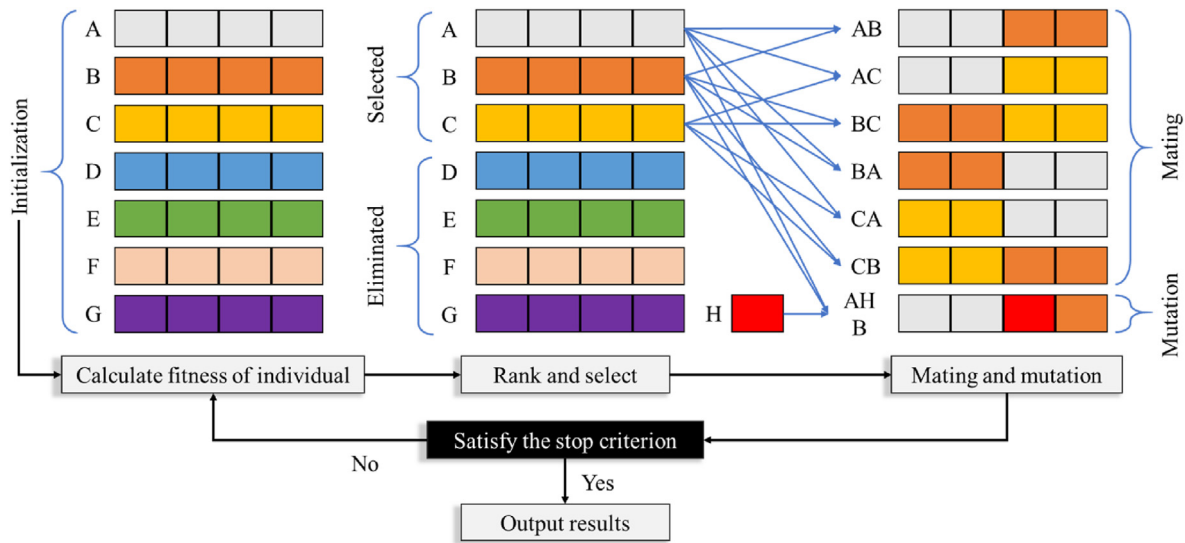 Initialization
A
B
C
D
E
F
G
Selected
Eliminated
A
B
C
D
E
F
G
H
AB
AC
BC
BA
CA
CB
AH
B
Mating
Mutation
Calculate fitness of individual
Rank and select
Mating and mutation
Satisfy the stop criterion
No
Yes
Output results